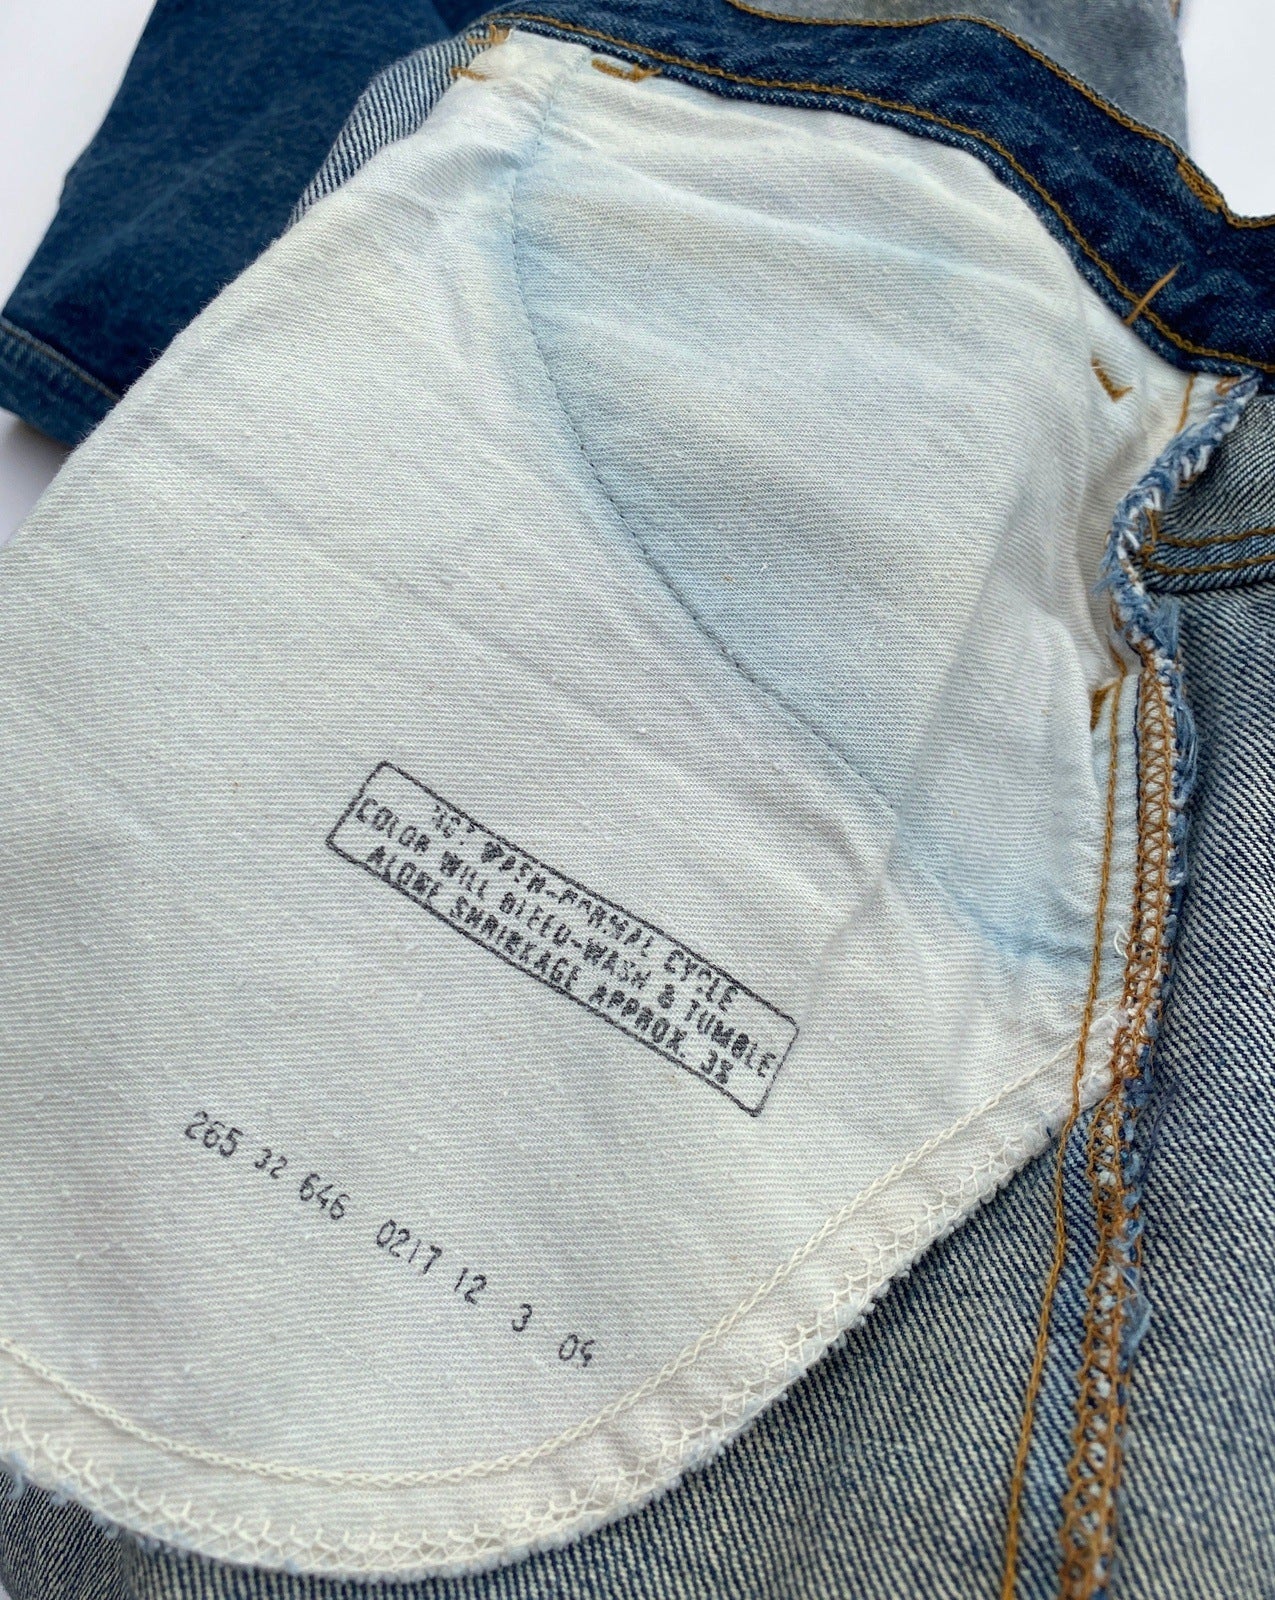 HOT WASH-NORMAL CYCLE
COLOR WILL BLEED-WASH & TUMBLE
ALONE SHRINKAGE APPROX. 3%
265 32 646 0217 12 3 04